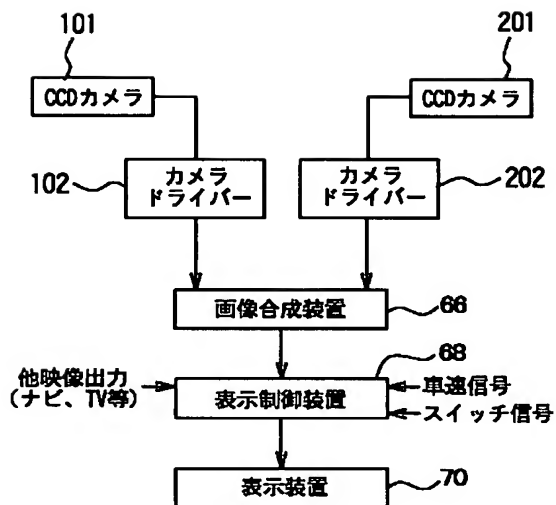 101
201
CCDカメラ
CCDカメラ
102
カメラ
ドライバー
カメラ
ドライバー
202
画像合成装置
66
68
他映像出力
(ナビ、TV等)
表示制御装置
車速信号
スイッチ信号
表示装置
70